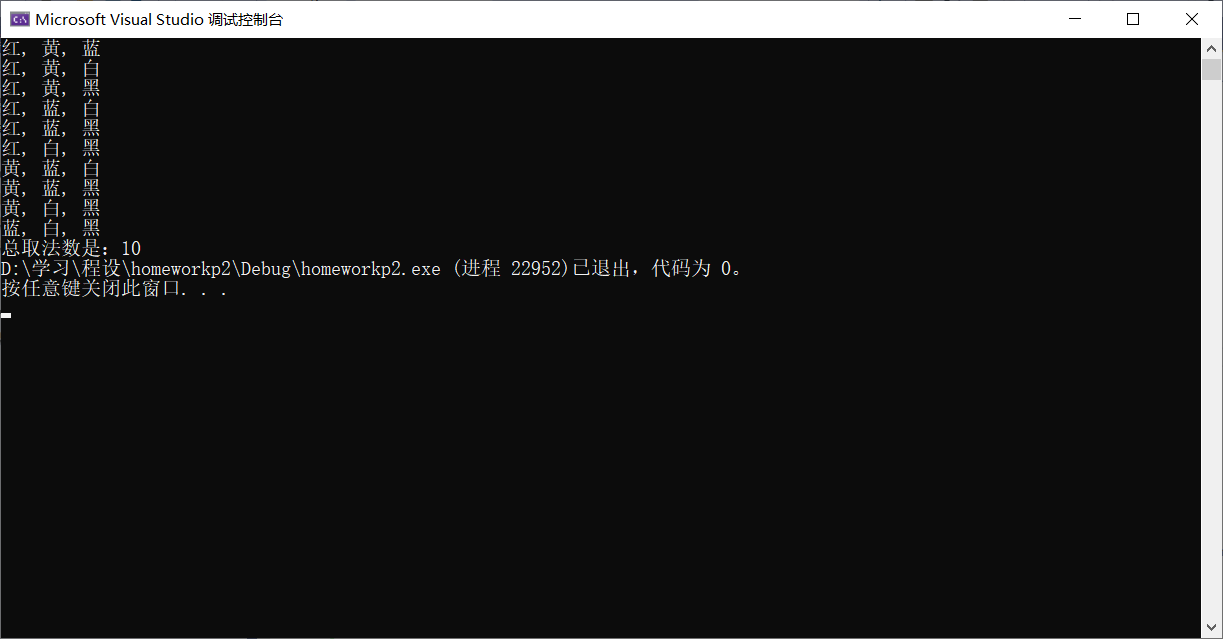 Microsoft Visual Studio 调试控制台
红, 黄, 蓝
红, 黄, 白
红, 黄, 黑
红, 蓝, 白
红, 蓝, 黑
红, 白, 黑
黄, 蓝, 白
黄, 蓝, 黑
黄, 白, 黑
蓝, 白, 黑
总取法数是：10
D:\学习\程设\homeworkp2\Debug\homeworkp2.exe (进程 22952)已退出，代码为 0。
按任意键关闭此窗口. . .